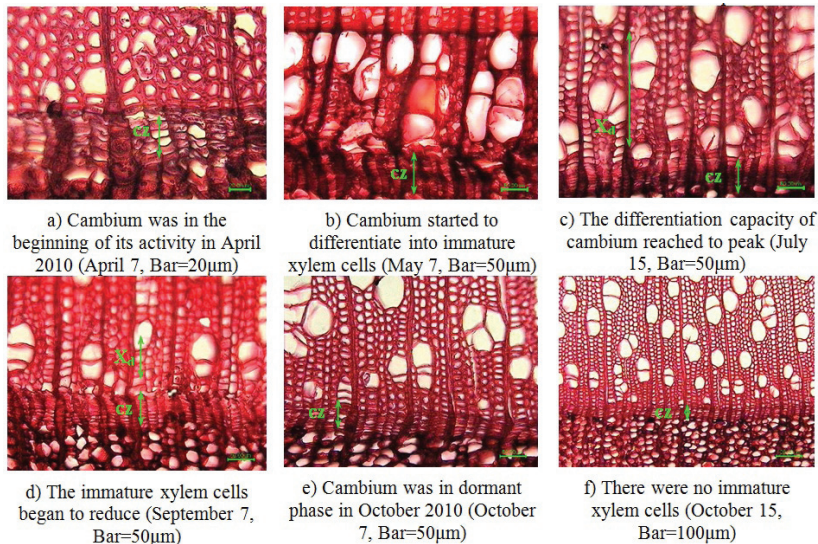 CZ
CZ
Xd
CZ
a) Cambium was in the
beginning of its activity in April
2010 (April 7, Bar=20μm)
b) Cambium started to
differentiate into immature
xylem cells (May 7, Bar=50μm)
c) The differentiation capacity of
cambium reached to peak (July
15, Bar=50μm)
Xd
CZ
CZ
CZ
d) The immature xylem cells
began to reduce (September 7,
Bar=50μm)
e) Cambium was in dormant
phase in October 2010 (October
7, Bar=50μm)
f) There were no immature
xylem cells (October 15,
Bar=100μm)